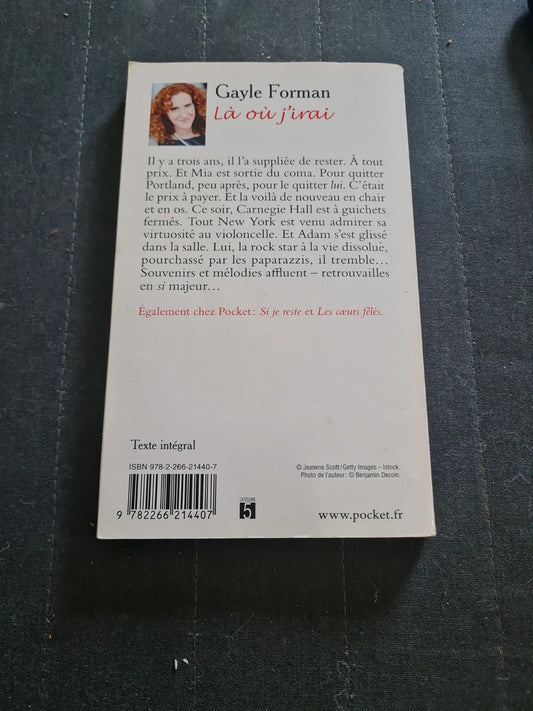 Gayle Forman
Là où j'irai
Il y a trois ans, il l'a suppliée de rester. À tout
prix. Et Mia est sortie du coma. Pour quitter
Portland, peu après, pour le quitter lui. C'était
le prix à payer. Et la voilà de nouveau en chair
et en os. Ce soir, Carnegie Hall est à guichets
fermés. Tout New York est venu admirer sa
virtuosité au violoncelle. Et Adam s'est glissé
dans la salle. Lui, la rock star à la vie dissolue,
pourchassé par les paparazzis, il tremble…
Souvenirs et mélodies affluent – retrouvailles
en si majeur…
Également chez Pocket : Si je reste et Les cœurs fêlés.
Texte intégral
ISBN 978-2-266-21440-7
© Jeanene Scott/Getty Images – Istock.
Photo de l'auteur : © Benjamin Decoin.
CATÉGORIE
5
9 782266 214407
www.pocket.fr